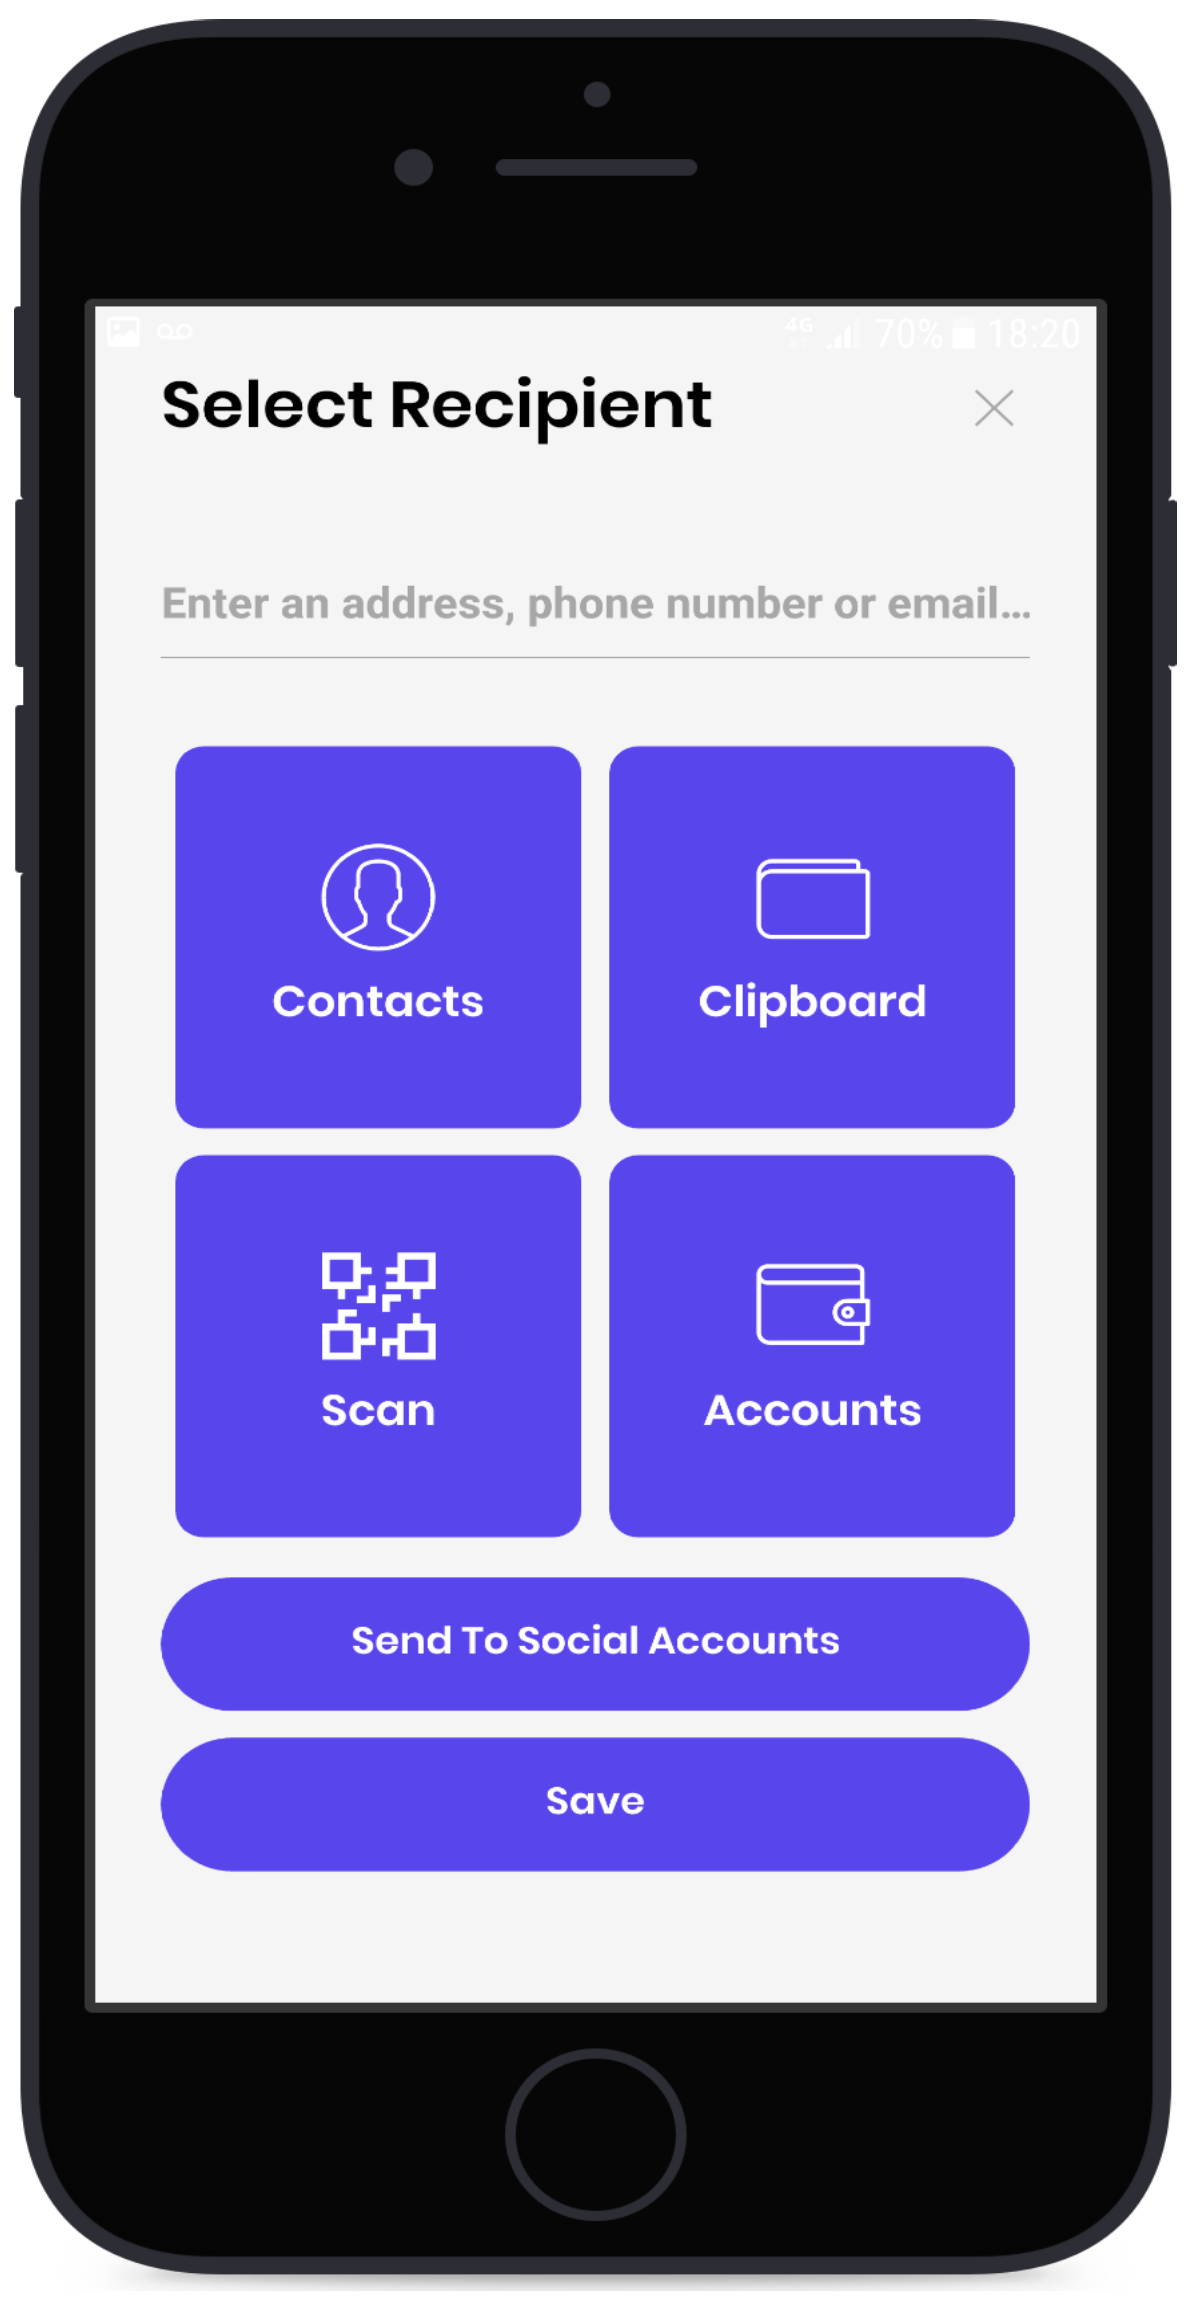 4G 70% 18:20
Select Recipient
Enter an address, phone number or email...
Contacts
Clipboard
Scan
Accounts
Send To Social Accounts
Save